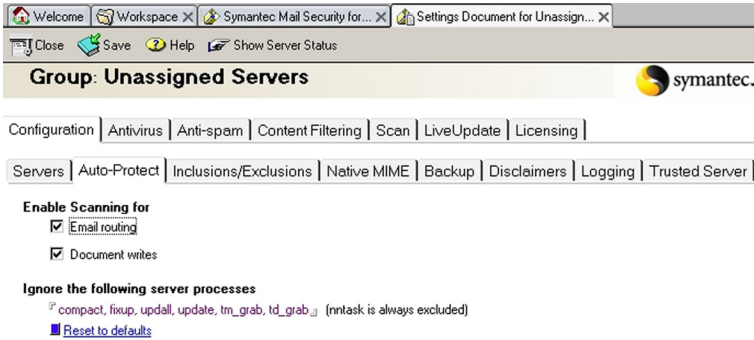 Welcome Workspace Symantec Mail Security for... Settings Document for Unassign...
Close Save Help Show Server Status
Group: Unassigned Servers
symantec.
Configuration Antivirus Anti-spam Content Filtering Scan LiveUpdate Licensing
Servers Auto-Protect Inclusions/Exclusions Native MIME Backup Disclaimers Logging Trusted Server
Enable Scanning for
Email routing
Document writes
Ignore the following server processes
compact, fixup, updall, update, tm_grab, td_grab (nntask is always excluded)
Reset to defaults